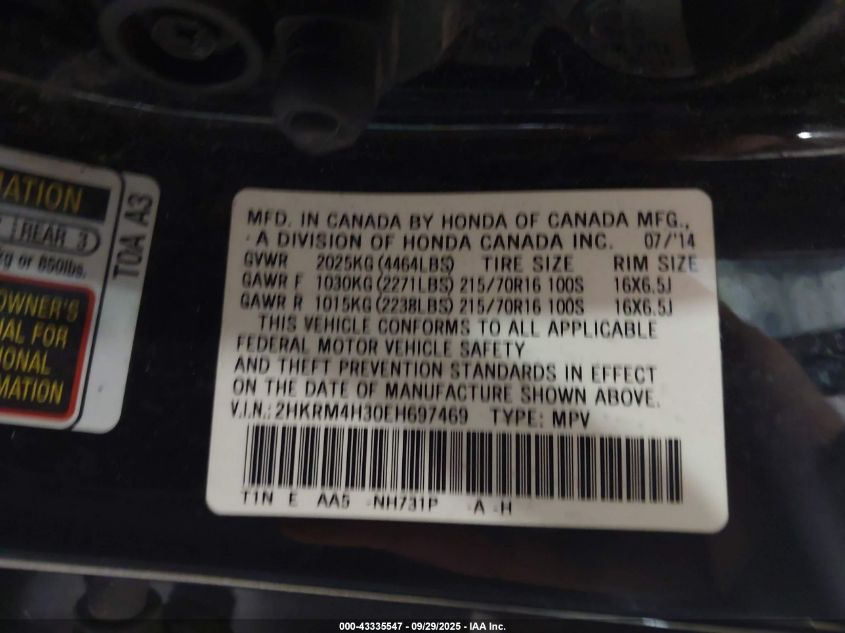 MATION
REAR 3
kg or 850lbs.
OWNER'S
FOR
MATION
T0A A3
MFD. IN CANADA BY HONDA OF CANADA MFG.,
A DIVISION OF HONDA CANADA INC. 07/'14
GVWR 2025KG (4464LBS) TIRE SIZE RIM SIZE
GAWR F 1030KG (2271LBS) 215/70R16 100S 16X6.5J
GAWR R 1015KG (2238LBS) 215/70R16 100S 16X6.5J
THIS VEHICLE CONFORMS TO ALL APPLICABLE
FEDERAL MOTOR VEHICLE SAFETY
AND THEFT PREVENTION STANDARDS IN EFFECT
ON THE DATE OF MANUFACTURE SHOWN ABOVE.
V.I.N.: 2HKRM4H30EH697469 TYPE: MPV
T1N E AA5 -NH731P -A -H
000-43335547 - 09/29/2025 - IAA Inc.